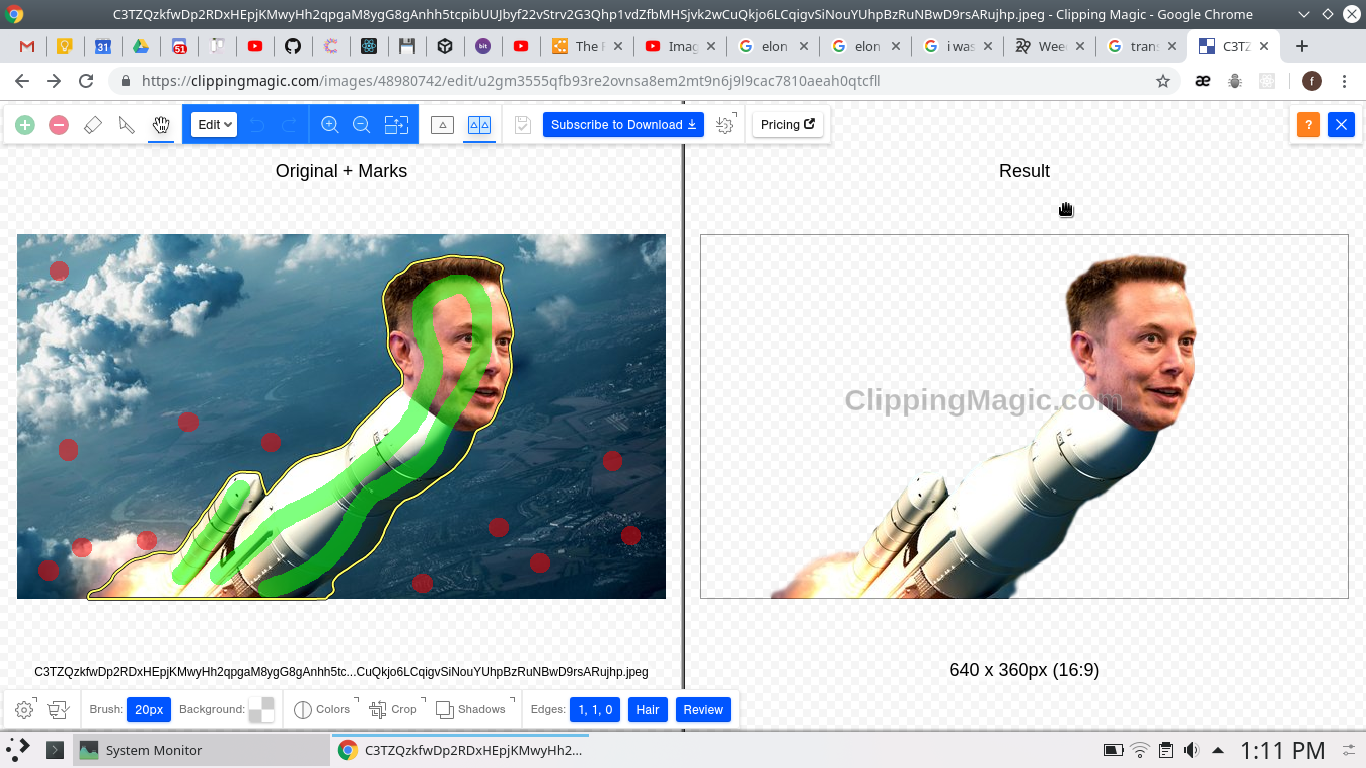 C3TZQzkfwDp2RDxHEpjKMwyHh2qpgaM8ygG8gAnhh5tcpibUUJbyf22vStrv2G3Qhp1vdZfbMHSjvk2wCuQkjo6LCqigvSiNouYUhpBzRuNBwD9rsARujhp.jpeg - Clipping Magic - Google Chrome
31
51
bit
The F
Imag
elon
elon
i was
Wee
trans
C3TZ
https://clippingmagic.com/images/48980742/edit/u2gm3555qfb93re2ovnsa8em2mt9n6j9l9cac7810aeah0qtcfll
æ
f
Edit
Subscribe to Download
Pricing
?
Original + Marks
Result
ClippingMagic.com
C3TZQzkfwDp2RDxHEpjKMwyHh2qpgaM8ygG8gAnhh5tc...CuQkjo6LCqigvSiNouYUhpBzRuNBwD9rsARujhp.jpeg
640 x 360px (16:9)
Brush:
20px
Background:
Colors
Crop
Shadows
Edges:
1, 1, 0
Hair
Review
System Monitor
C3TZQzkfwDp2RDxHEpjKMwyHh2...
1:11 PM